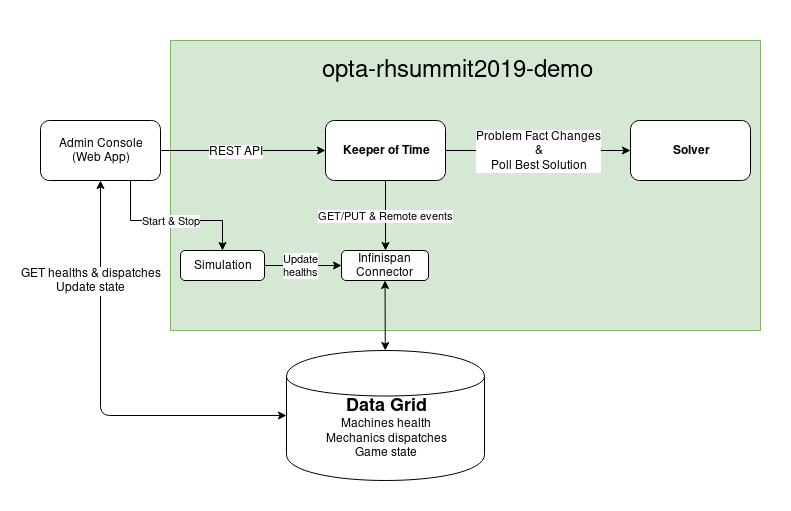 opta-rhsummit2019-demo
Admin Console
(Web App)
REST API
Keeper of Time
Problem Fact Changes
&
Poll Best Solution
Solver
Start & Stop
GET/PUT & Remote events
Simulation
Update
healths
Infinispan
Connector
GET healths & dispatches
Update state
Data Grid
Machines health
Mechanics dispatches
Game state